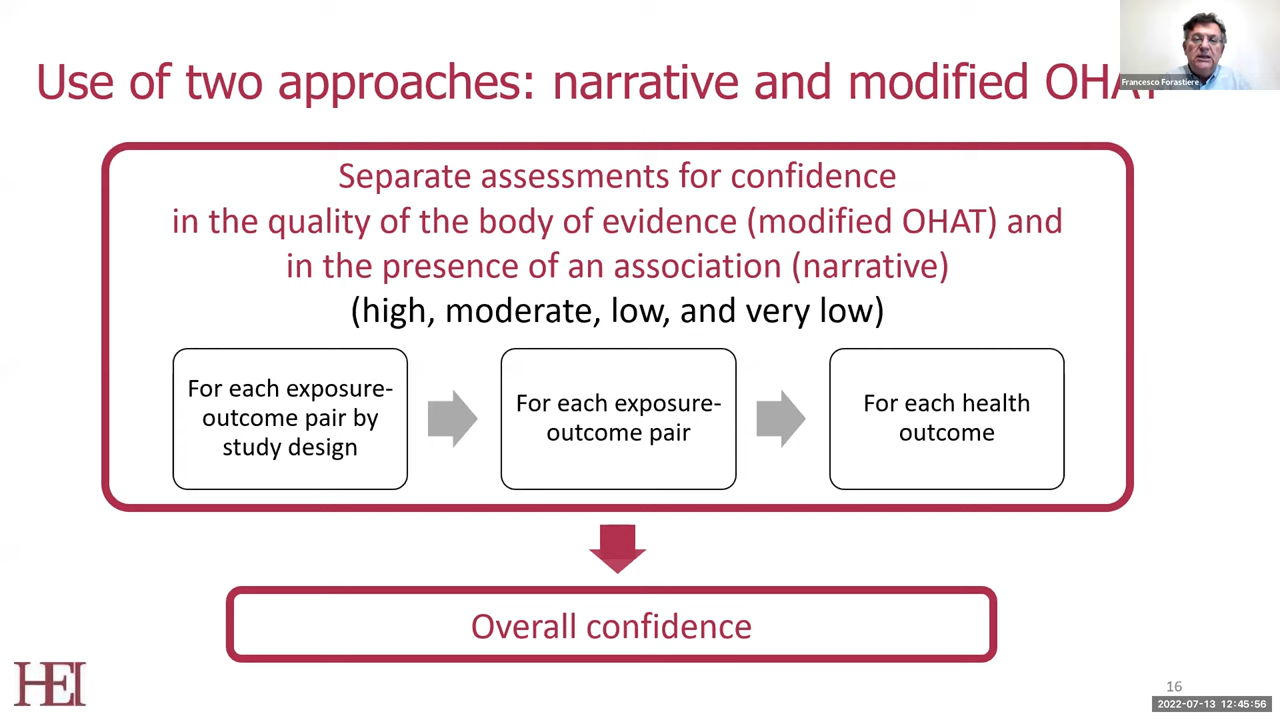 Use of two approaches: narrative and modified OHAT
Francesco Forastiere
Separate assessments for confidence
in the quality of the body of evidence (modified OHAT) and
in the presence of an association (narrative)
(high, moderate, low, and very low)
For each exposure-
outcome pair by
study design
For each exposure-
outcome pair
For each health
outcome
Overall confidence
HEI
16
2022-07-13 12:45:56